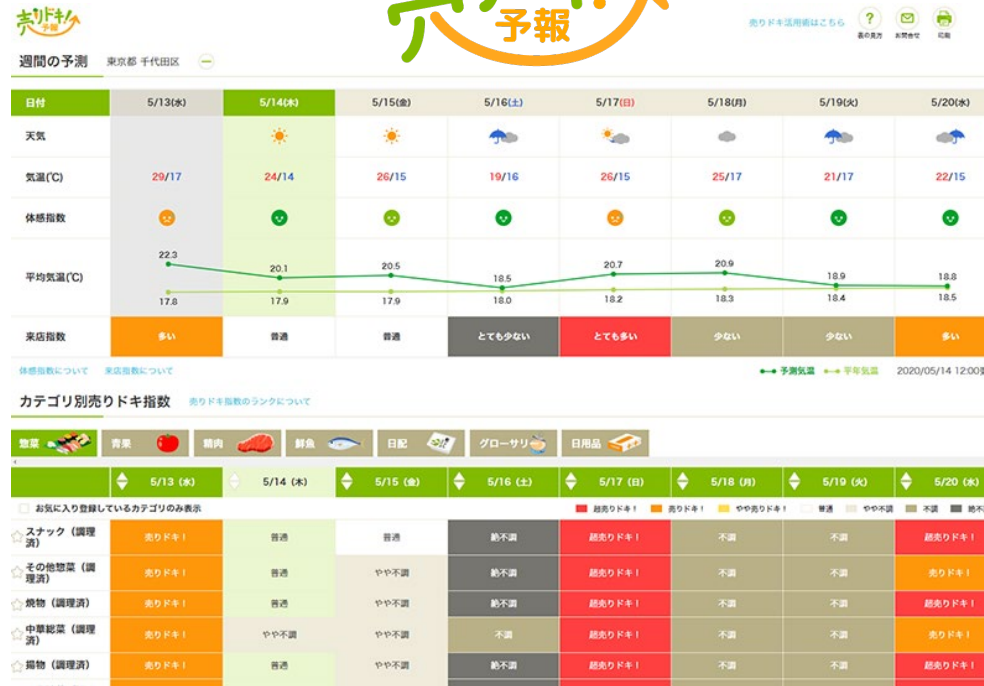 売りドキ!
予報
予報
売りドキ活用術はこちら
?
表の見方 お問合せ 印刷
週間の予測 東京都 千代田区
日付 5/13(水) 5/14(木) 5/15(金) 5/16(土) 5/17(日) 5/18(月) 5/19(火) 5/20(水)
天気
気温(℃) 29/17 24/14 26/15 19/16 26/15 25/17 21/17 22/15
体感指数
22.3 20.1 20.5 18.5 20.7 20.9 18.9 18.8
平均気温(℃)
17.8 17.9 17.9 18.0 18.2 18.3 18.4 18.5
来店指数 多い 普通 普通 とても少ない とても多い 少ない 少ない 多い
体感指数について 来店指数について 予測気温 平年気温 2020/05/14 12:00
カテゴリ別売りドキ指数 売りドキ指数のランクについて
惣菜 青果 精肉 鮮魚 日配 グローサリ 日用品
5/13 (水) 5/14 (木) 5/15 (金) 5/16 (土) 5/17 (日) 5/18 (月) 5/19 (火) 5/20 (水)
お気に入り登録しているカテゴリのみ表示 超売りドキ! 売りドキ! やや売りドキ! 普通 やや不調 不調 絶不
スナック(調理済) 売りドキ! 普通 普通 絶不調 超売りドキ! 不調 不調 超売りドキ!
その他惣菜(調理済) 売りドキ! 普通 やや不調 絶不調 超売りドキ! 不調 不調 売りドキ!
焼物(調理済) 売りドキ! 普通 やや不調 絶不調 超売りドキ! 不調 不調 超売りドキ!
中華総菜(調理済) 売りドキ! やや不調 やや不調 不調 超売りドキ! 不調 不調 売りドキ!
揚物(調理済) 売りドキ! 普通 やや不調 絶不調 超売りドキ! 不調 不調 超売りドキ!